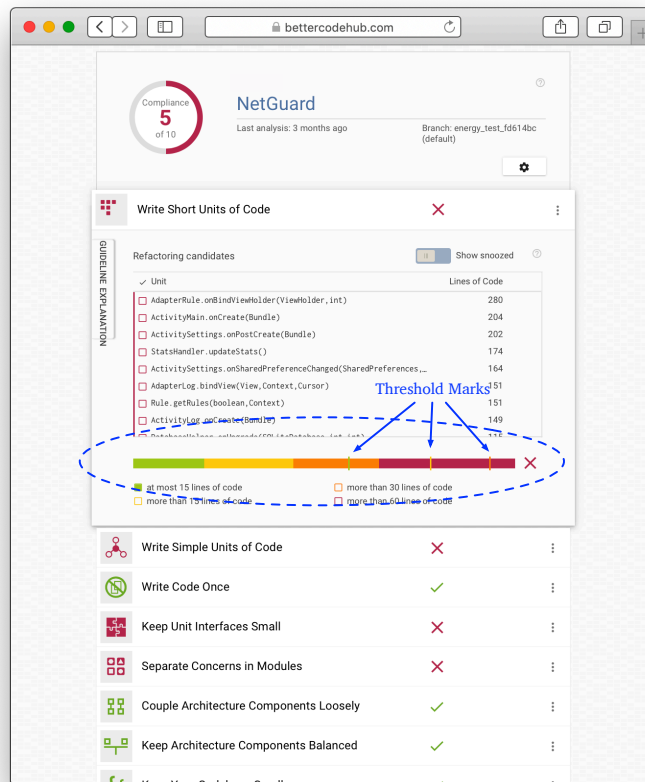 bettercodehub.com
Compliance
5
of 10
NetGuard
Last analysis: 3 months ago
Branch: energy_test_fd614bc
(default)
Write Short Units of Code
GUIDELINE EXPLANATION
Refactoring candidates
Show snoozed
Unit Lines of Code
AdapterRule.onBindViewHolder(ViewHolder,int) 280
ActivityMain.onCreate(Bundle) 204
ActivitySettings.onPostCreate(Bundle) 202
StatsHandler.updateStats() 174
ActivitySettings.onSharedPreferenceChanged(SharedPreferences,… 164
AdapterLog.bindView(View,Context,Cursor) 151
Threshold Marks
Rule.getRules(boolean,Context) 151
ActivityLog.onCreate(Bundle) 149
DatabaseHelper.onUpgrade(SQLiteDatabase,int,int) 115
at most 15 lines of code
more than 30 lines of code
more than 15 lines of code
more than 60 lines of code
Write Simple Units of Code
Write Code Once
Keep Unit Interfaces Small
Separate Concerns in Modules
Couple Architecture Components Loosely
Keep Architecture Components Balanced